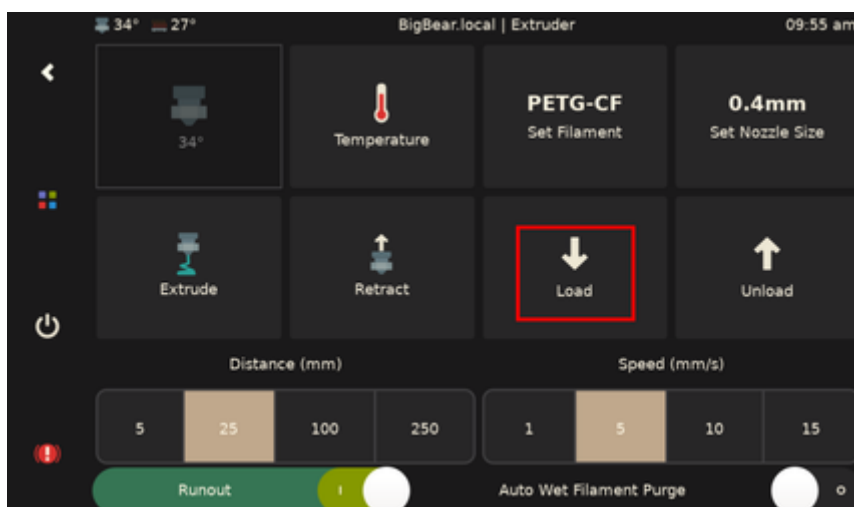 34° 27° BigBear.local | Extruder 09:55 am
34°
Temperature
PETG-CF
Set Filament
0.4mm
Set Nozzle Size
Extrude
Retract
Load
Unload
Distance (mm) Speed (mm/s)
5 25 100 250 1 5 10 15
Runout I Auto Wet Filament Purge O